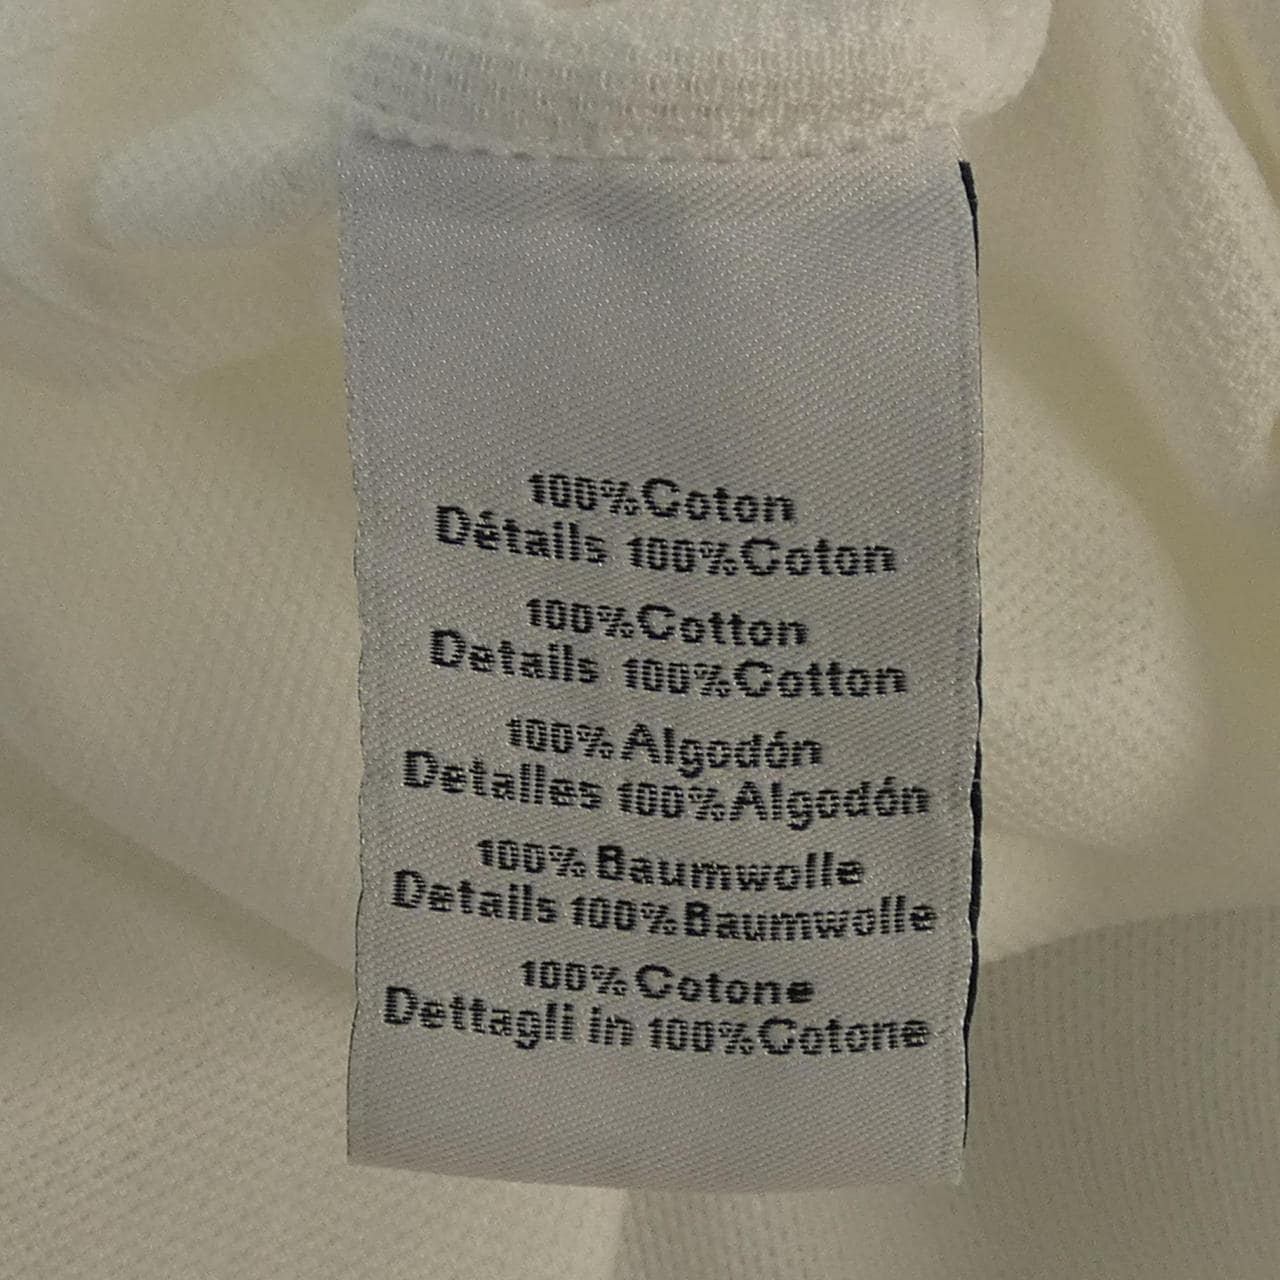 100%Coton
Détails 100%Coton
100%Cotton
Details 100%Cotton
100% Algodón
Detalles 100%Algodón
100% Baumwolle
Details 100%Baumwolle
100% Cotone
Dettagli in 100%Cotone